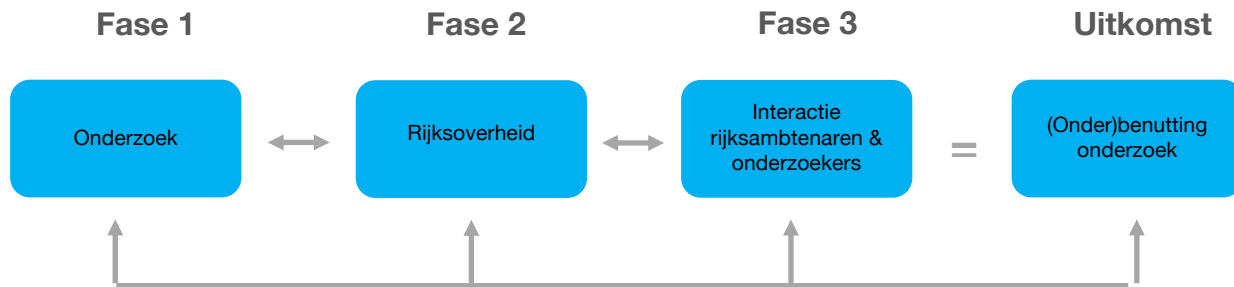 Fase 1
Fase 2
Fase 3
Uitkomst
Onderzoek
Rijksoverheid
Interactie
rijksambtenaren &
onderzoekers
=
(Onder)benutting
onderzoek